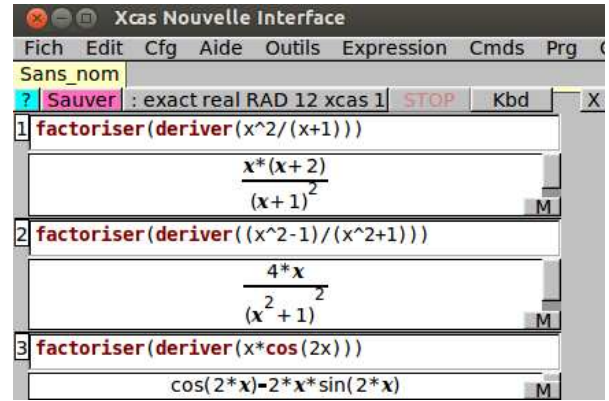 Xcas Nouvelle Interface
Fich Edit Cfg Aide Outils Expression Cmds Prg
Sans_nom
? Sauver : exact real RAD 12 xcas 1 STOP Kbd X
1 factoriser(deriver(x^2/(x+1)))
x*(x+2)
(x+1)^2
M
2 factoriser(deriver((x^2-1)/(x^2+1)))
4*x
(x^2+1)^2
M
3 factoriser(deriver(x*cos(2x)))
cos(2*x)-2*x*sin(2*x)
M